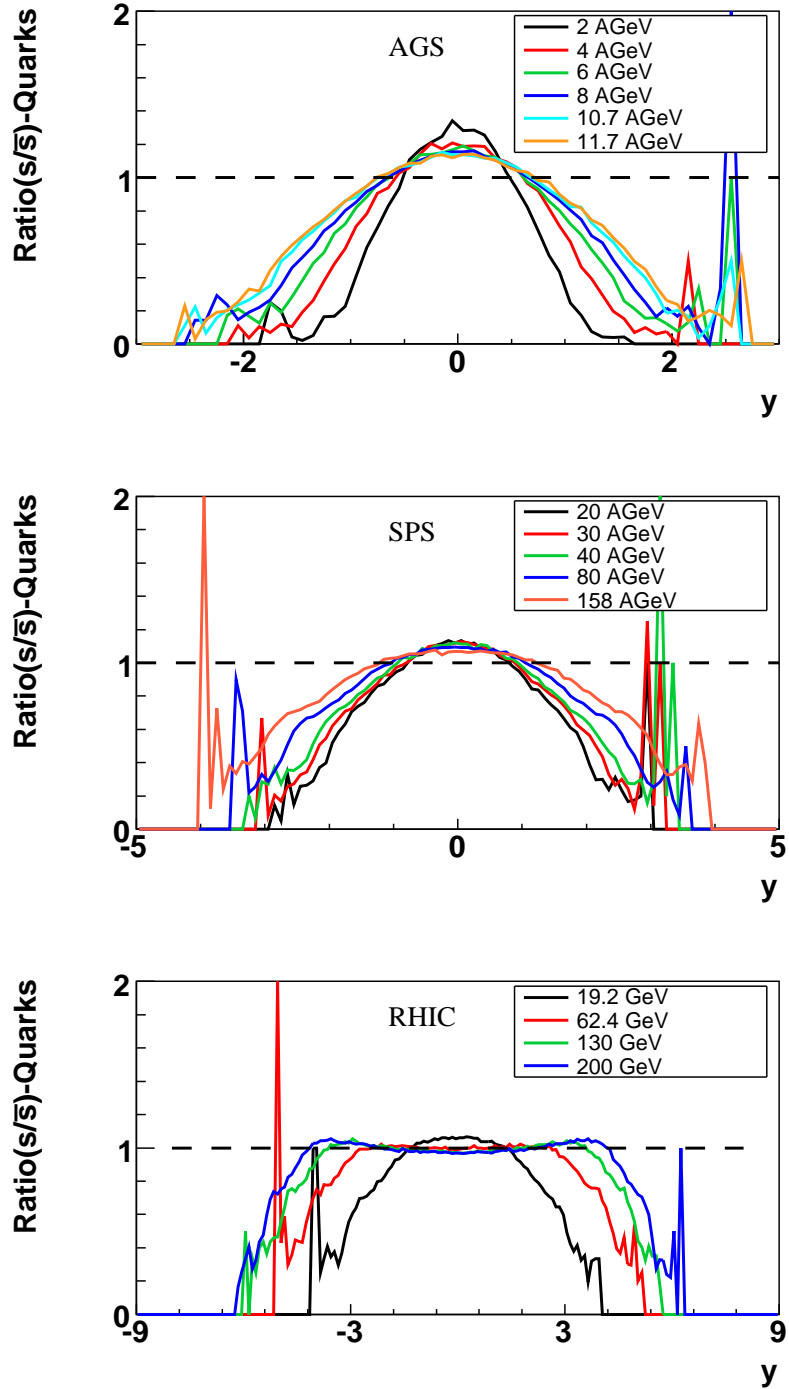 Ratio(s/s̅)-Quarks
2
1
0
AGS
2 AGeV
4 AGeV
6 AGeV
8 AGeV
10.7 AGeV
11.7 AGeV
-2 0 2
y
Ratio(s/s̅)-Quarks
2
1
0
SPS
20 AGeV
30 AGeV
40 AGeV
80 AGeV
158 AGeV
-5 0 5
y
Ratio(s/s̅)-Quarks
2
1
0
RHIC
19.2 GeV
62.4 GeV
130 GeV
200 GeV
-9 -3 3 9
y